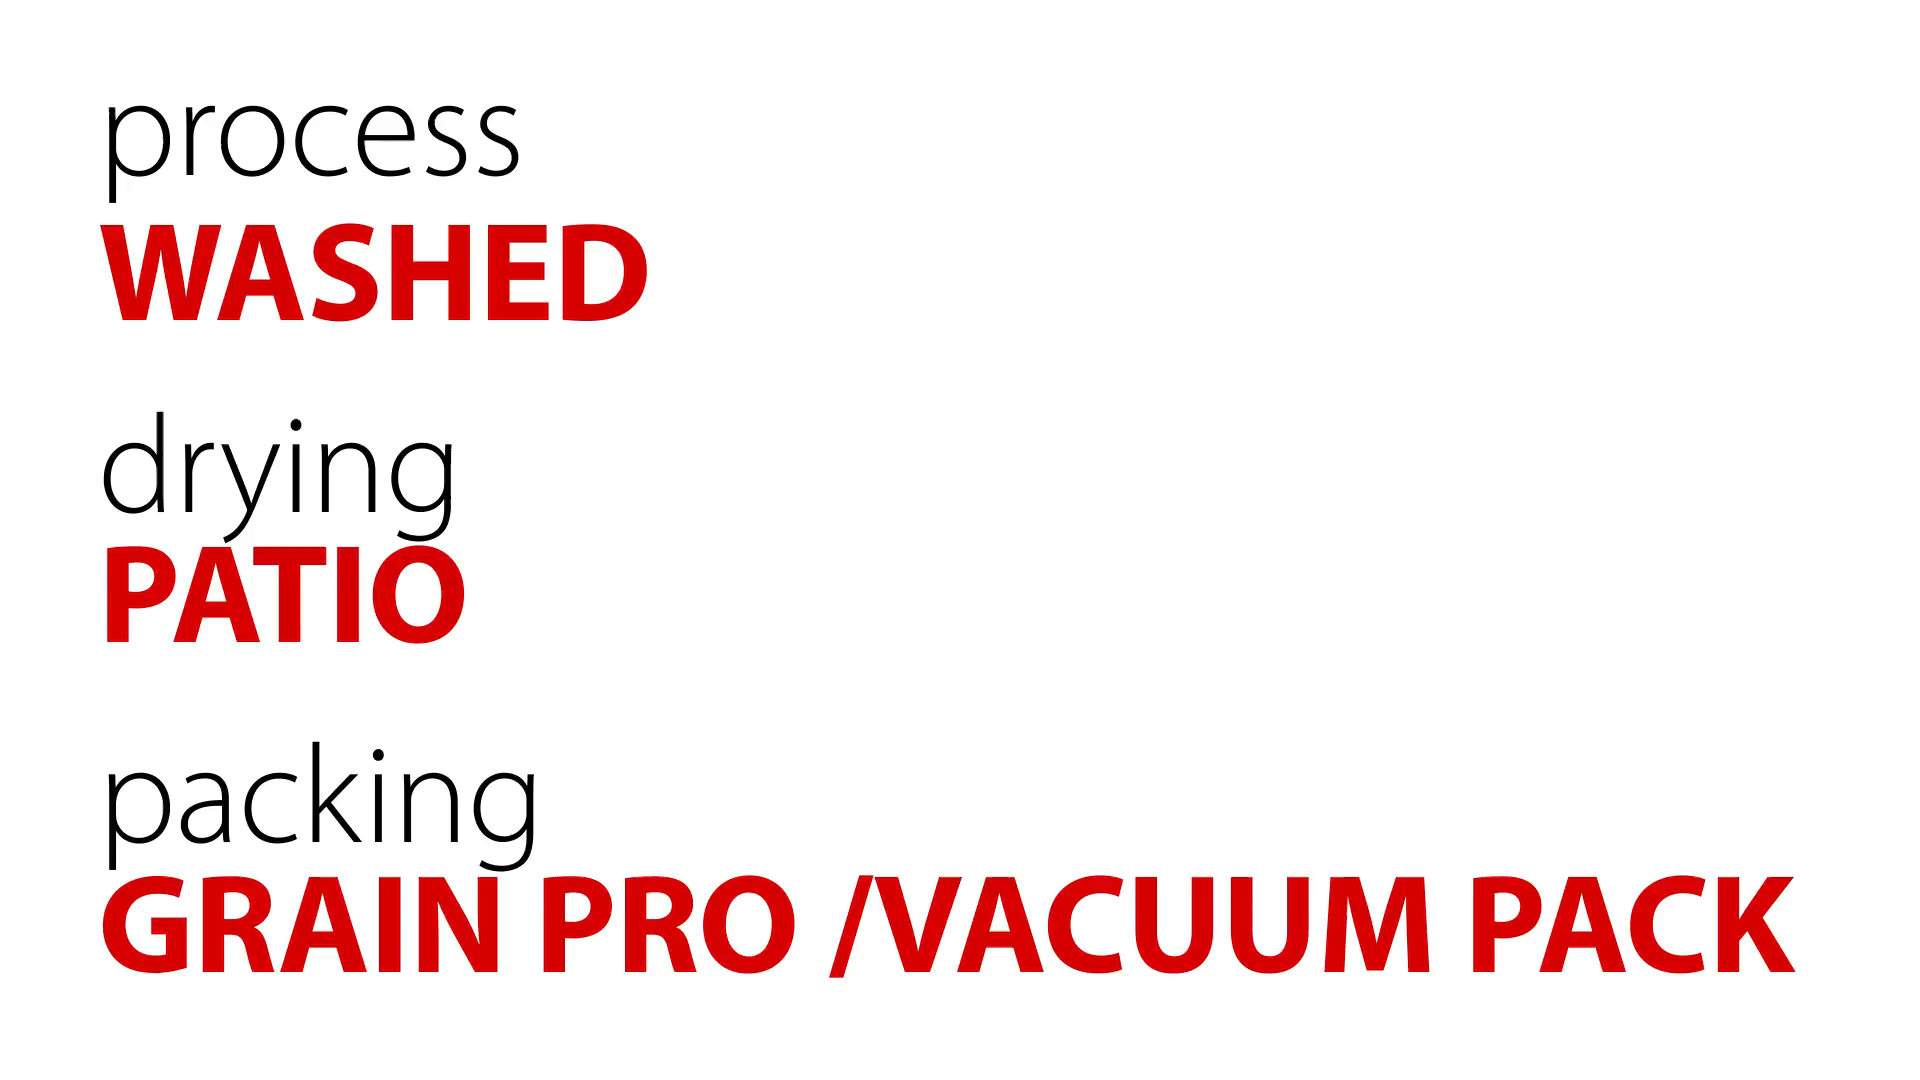 process
WASHED
drying
PATIO
packing
GRAIN PRO /VACUUM PACK